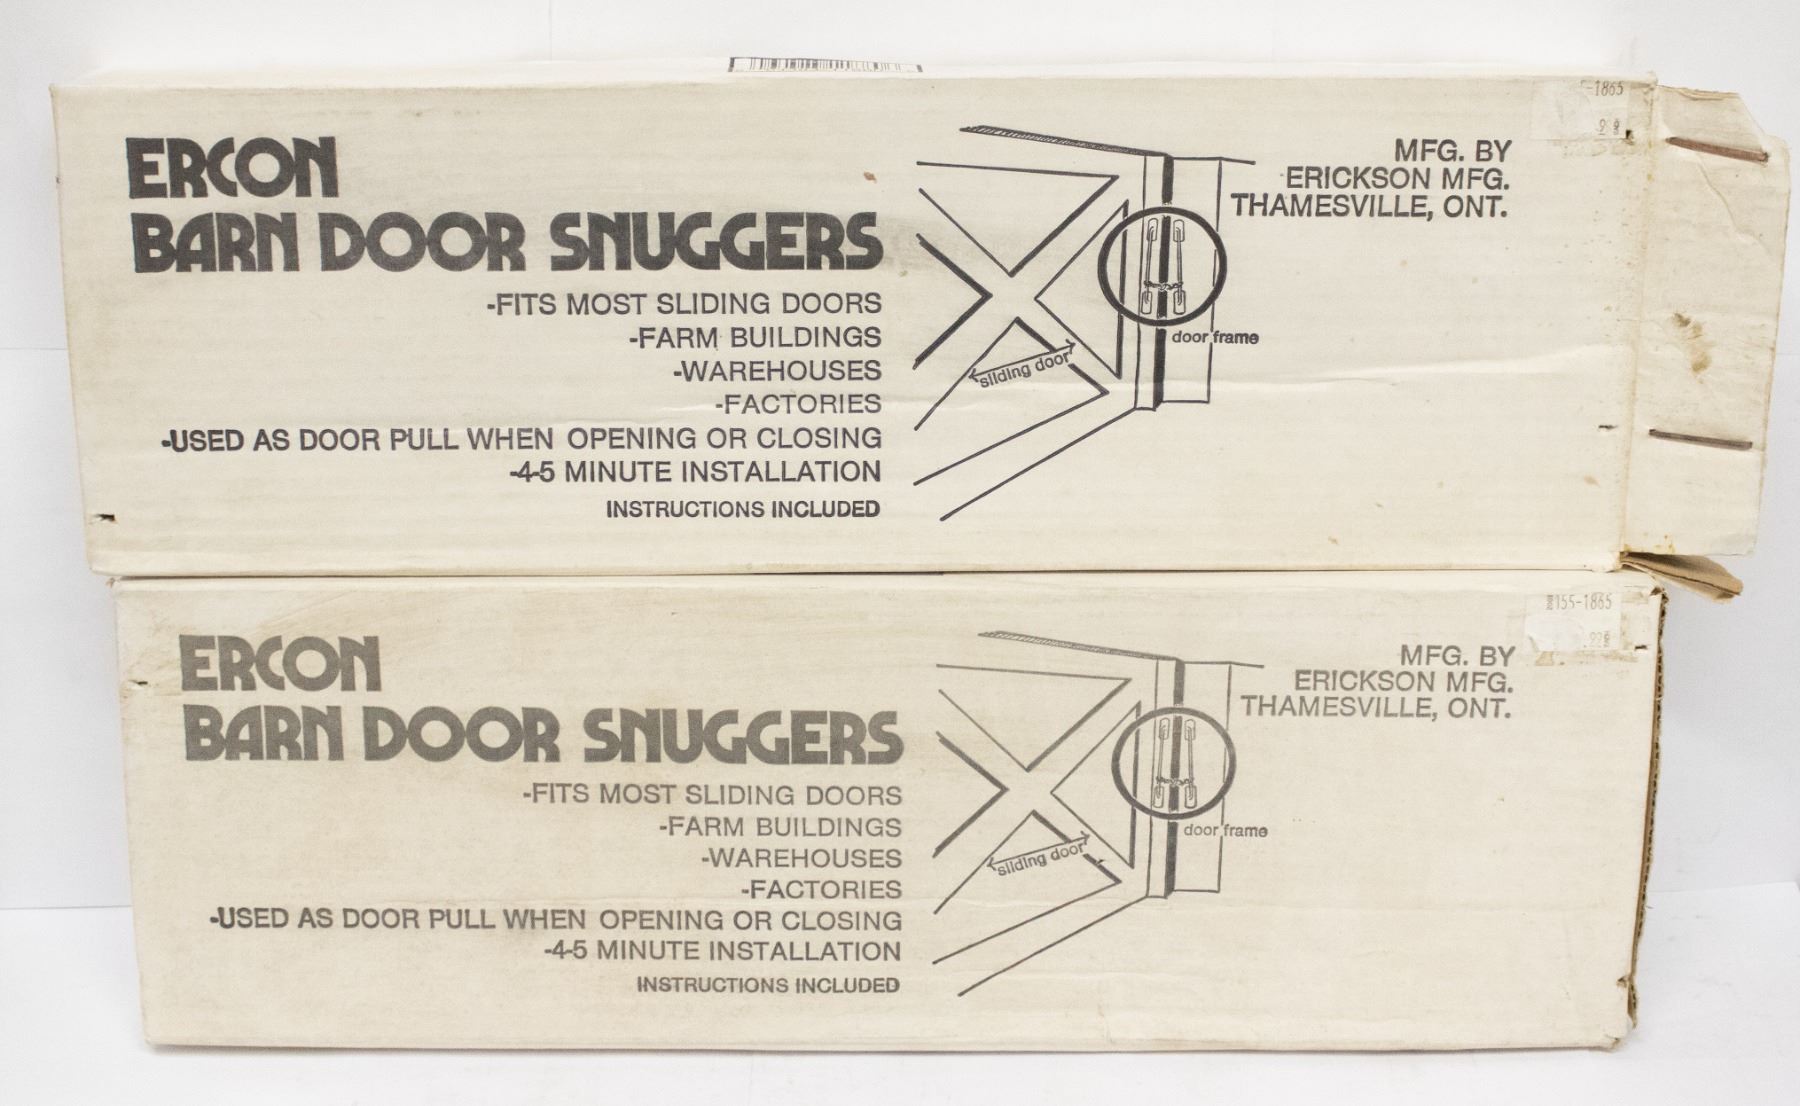 ERCON
BARN DOOR SNUGGERS
-FITS MOST SLIDING DOORS
-FARM BUILDINGS
-WAREHOUSES
-FACTORIES
-USED AS DOOR PULL WHEN OPENING OR CLOSING
-4-5 MINUTE INSTALLATION
INSTRUCTIONS INCLUDED
sliding door
door frame
-1865
MFG. BY
ERICKSON MFG.
THAMESVILLE, ONT.
ERCON
BARN DOOR SNUGGERS
-FITS MOST SLIDING DOORS
-FARM BUILDINGS
-WAREHOUSES
-FACTORIES
-USED AS DOOR PULL WHEN OPENING OR CLOSING
-4-5 MINUTE INSTALLATION
INSTRUCTIONS INCLUDED
sliding door
door frame
155-1865
MFG. BY
ERICKSON MFG.
THAMESVILLE, ONT.